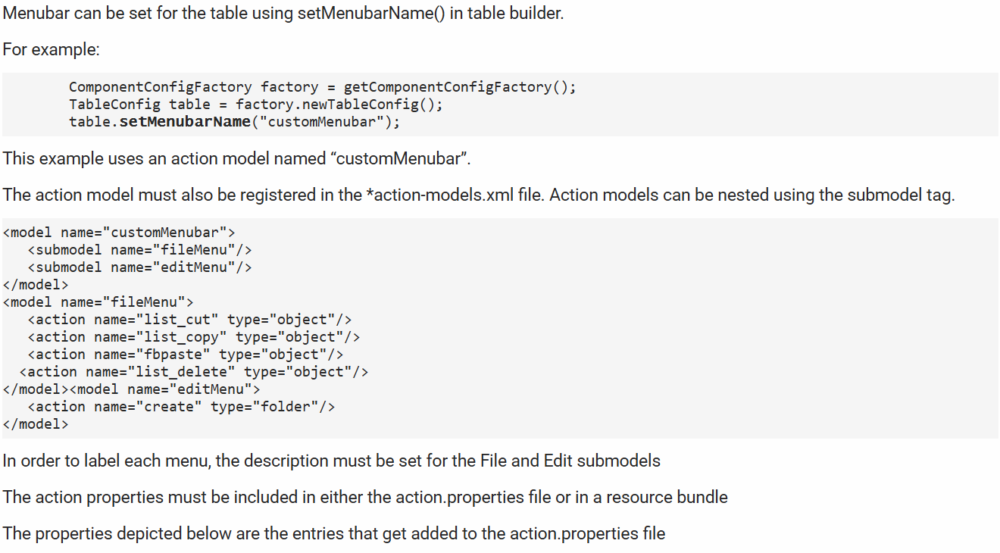 Menubar can be set for the table using setMenubarName() in table builder.
For example:
ComponentConfigFactory factory = getComponentConfigFactory();
TableConfig table = factory.newTableConfig();
table.setMenubarName("customMenubar");
This example uses an action model named “customMenubar”.
The action model must also be registered in the *action-models.xml file. Action models can be nested using the submodel tag.
<model name="customMenubar">
   <submodel name="fileMenu"/>
   <submodel name="editMenu"/>
</model>
<model name="fileMenu">
   <action name="list_cut" type="object"/>
   <action name="list_copy" type="object"/>
   <action name="fbpaste" type="object"/>
  <action name="list_delete" type="object"/>
</model><model name="editMenu">
   <action name="create" type="folder"/>
</model>
In order to label each menu, the description must be set for the File and Edit submodels
The action properties must be included in either the action.properties file or in a resource bundle
The properties depicted below are the entries that get added to the action.properties file